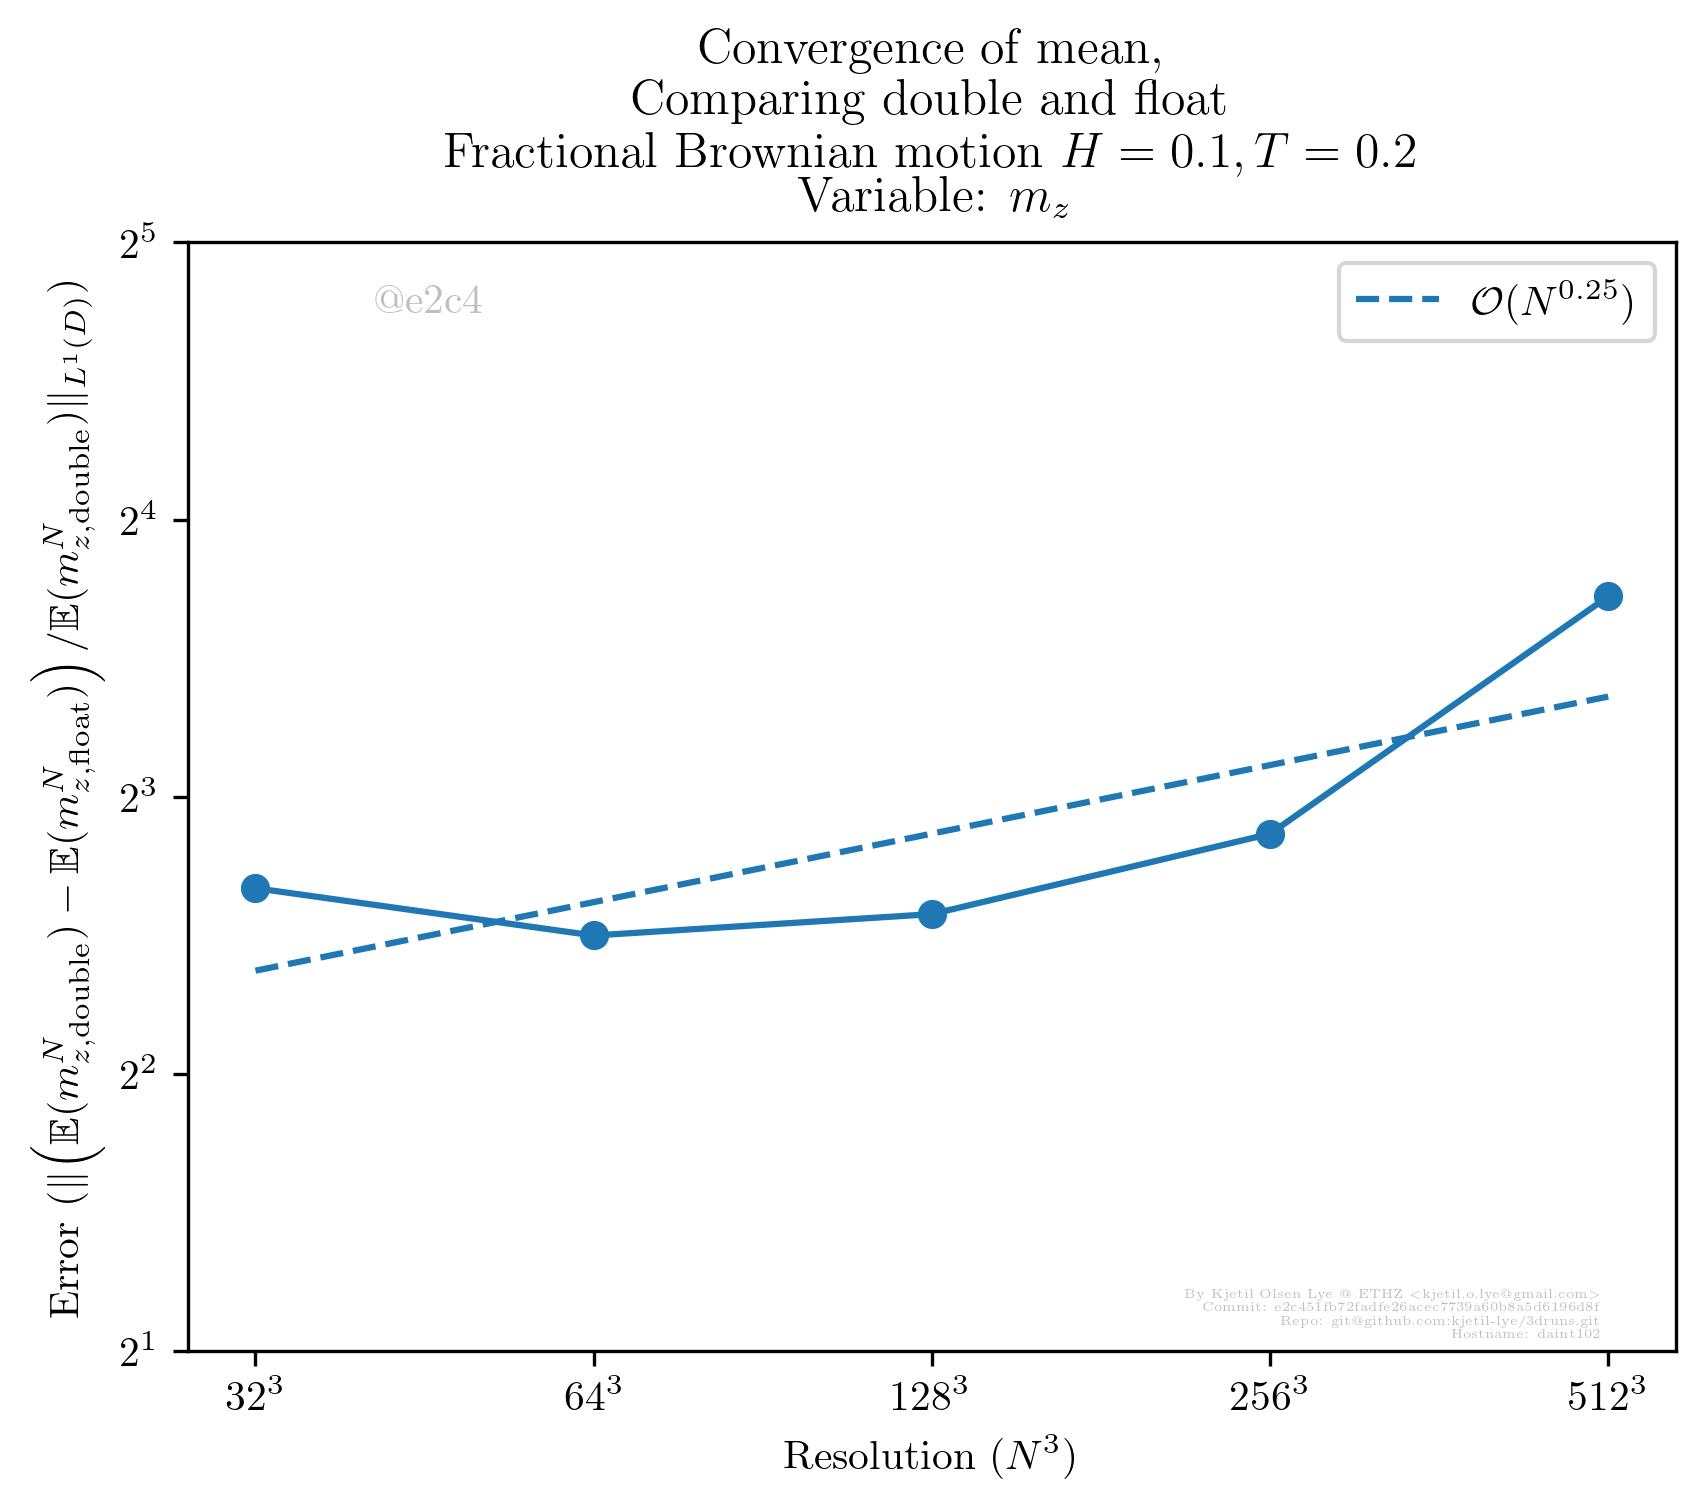 Convergence of mean,
Comparing double and float
Fractional Brownian motion H = 0.1, T = 0.2
Variable: m_z
2^5
2^4
2^3
2^2
2^1
Error (‖(𝔼(m^N_{z,double}) − 𝔼(m^N_{z,float})) /𝔼(m^N_{z,double})‖_{L^1(D)})
@e2c4
𝒪(N^{0.25})
By Kjetil Olsen Lye @ ETHZ <kjetil.o.lye@gmail.com>
Commit: e2c451fb72fadfe26acec7739a60b8a5d6196d8f
Repo: git@github.com:kjetil-lye/3druns.git
Hostname: daint102
32^3 64^3 128^3 256^3 512^3
Resolution (N^3)